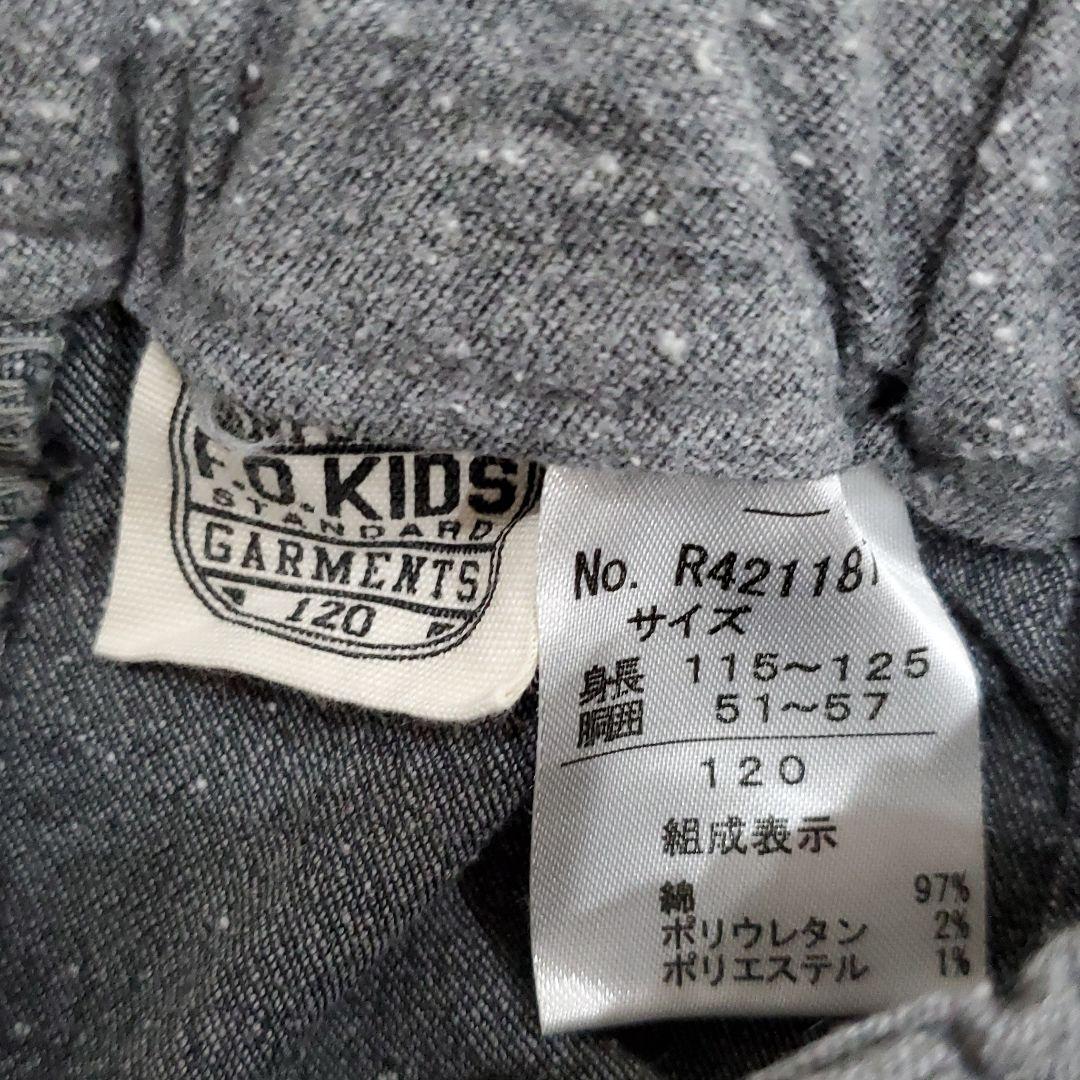 F.O.KIDS
STANDARD
GARMENTS
120
No. R421181
サイズ
身長 115～125
胴囲 51～57
120
組成表示
綿 97%
ポリウレタン 2%
ポリエステル 1%